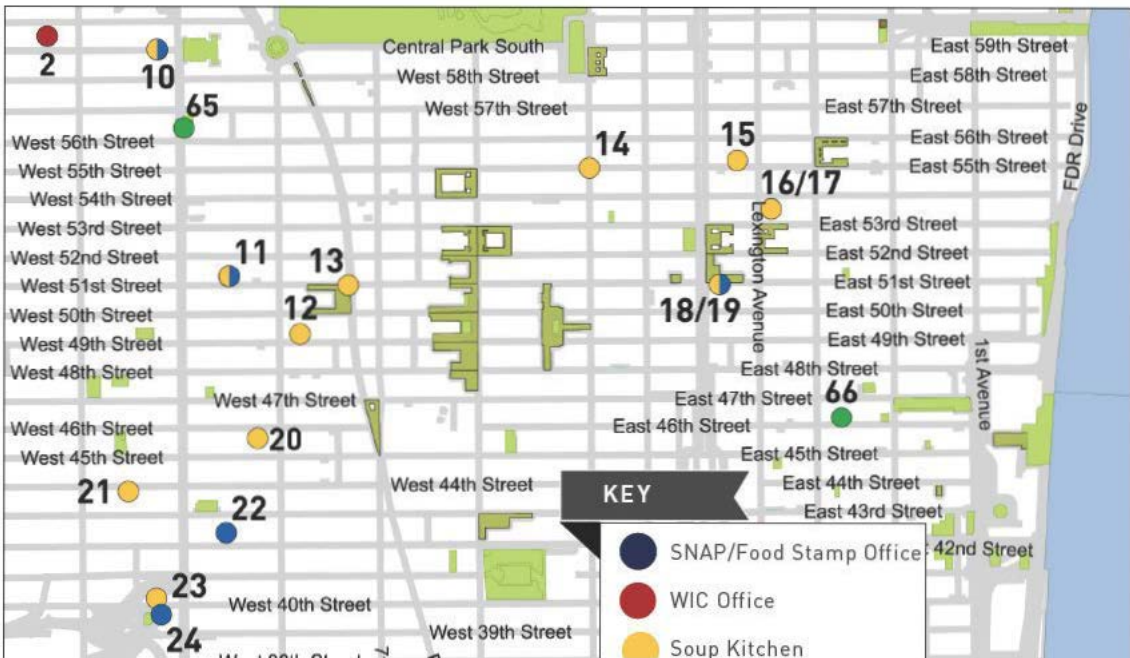 2
10
65
Central Park South
West 58th Street
West 57th Street
East 59th Street
East 58th Street
East 57th Street
East 56th Street
East 55th Street
FDR Drive
West 56th Street
West 55th Street
West 54th Street
West 53rd Street
West 52nd Street
West 51st Street
West 50th Street
West 49th Street
West 48th Street
14
15
16/17
Lexington Avenue
East 53rd Street
East 52nd Street
East 51st Street
East 50th Street
East 49th Street
East 48th Street
11
13
12
18/19
1st Avenue
West 47th Street
West 46th Street
West 45th Street
20
East 47th Street
66
East 46th Street
East 45th Street
East 44th Street
East 43rd Street
42nd Street
21
22
West 44th Street
23
24
West 40th Street
West 39th Street
KEY
SNAP/Food Stamp Office
WIC Office
Soup Kitchen